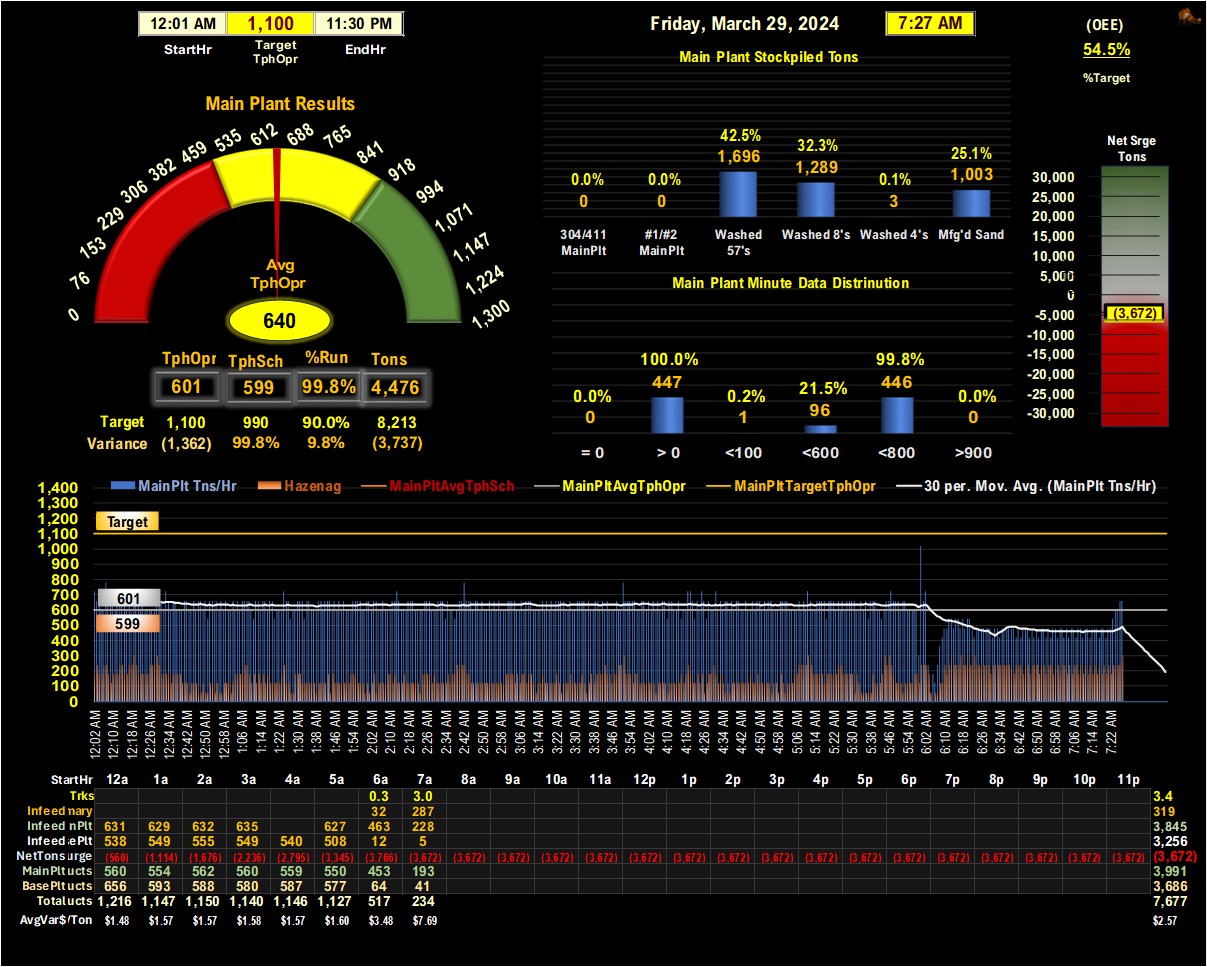 12:01 AM 1,100 11:30 PM
StartHr Target TphOpr EndHr
Friday, March 29, 2024 7:27 AM
(OEE)
54.5%
%Target
Main Plant Results
0 76 153 229 306 382 459 535 612 688 765 841 918 994 1,071 1,147 1,224 1,300
Avg
TphOpr
640
TphOpr TphSch %Run Tons
601 599 99.8% 4,476
Target 1,100 990 90.0% 8,213
Variance (1,362) 99.8% 9.8% (3,737)
Main Plant Stockpiled Tons
0.0% 0.0% 42.5% 32.3% 0.1% 25.1%
0 0 1,696 1,289 3 1,003
304/411 MainPlt #1/#2 MainPlt Washed 57's Washed 8's Washed 4's Mfg'd Sand
Main Plant Minute Data Distrinution
0.0% 100.0% 0.2% 21.5% 99.8% 0.0%
0 447 1 96 446 0
= 0 > 0 <100 <600 <800 >900
Net Srge
Tons
30,000
25,000
20,000
15,000
10,000
5,000
0
-5,000
-10,000
-15,000
-20,000
-25,000
-30,000
(3,672)
MainPlt Tns/Hr Hazenag MainPltAvgTphSch MainPltAvgTphOpr MainPltTargetTphOpr 30 per. Mov. Avg. (MainPlt Tns/Hr)
1,400
1,300
1,200
1,100
1,000
900
800
700
600
500
400
300
200
100
0
Target
601
599
12:02 AM 12:10 AM 12:18 AM 12:26 AM 12:34 AM 12:42 AM 12:50 AM 12:58 AM 1:06 AM 1:14 AM 1:22 AM 1:30 AM 1:38 AM 1:46 AM 1:54 AM 2:02 AM 2:10 AM 2:18 AM 2:26 AM 2:34 AM 2:42 AM 2:50 AM 2:58 AM 3:06 AM 3:14 AM 3:22 AM 3:30 AM 3:38 AM 3:46 AM 3:54 AM 4:02 AM 4:10 AM 4:18 AM 4:26 AM 4:34 AM 4:42 AM 4:50 AM 4:58 AM 5:06 AM 5:14 AM 5:22 AM 5:30 AM 5:38 AM 5:46 AM 5:54 AM 6:02 AM 6:10 AM 6:18 AM 6:26 AM 6:34 AM 6:42 AM 6:50 AM 6:58 AM 7:06 AM 7:14 AM 7:22 AM
StartHr 12a 1a 2a 3a 4a 5a 6a 7a 8a 9a 10a 11a 12p 1p 2p 3p 4p 5p 6p 7p 8p 9p 10p 11p
Trks 0.3 3.0 3.4
Infeed nary 32 287 319
Infeed nPlt 631 629 632 635 627 463 228 3,845
Infeed ePlt 538 549 555 549 540 508 12 5 3,256
NetTons urge (560) (1,114) (1,676) (2,236) (2,795) (3,345) (3,766) (3,672) (3,672) (3,672) (3,672) (3,672) (3,672) (3,672) (3,672) (3,672) (3,672) (3,672) (3,672) (3,672) (3,672) (3,672) (3,672) (3,672) (3,672)
MainPlt ucts 560 554 562 560 559 550 453 193 3,991
BasePlt ucts 656 593 588 580 587 577 64 41 3,686
Total ucts 1,216 1,147 1,150 1,140 1,146 1,127 517 234 7,677
AvgVar$/Ton $1.48 $1.57 $1.57 $1.58 $1.57 $1.60 $3.48 $7.69 $2.57